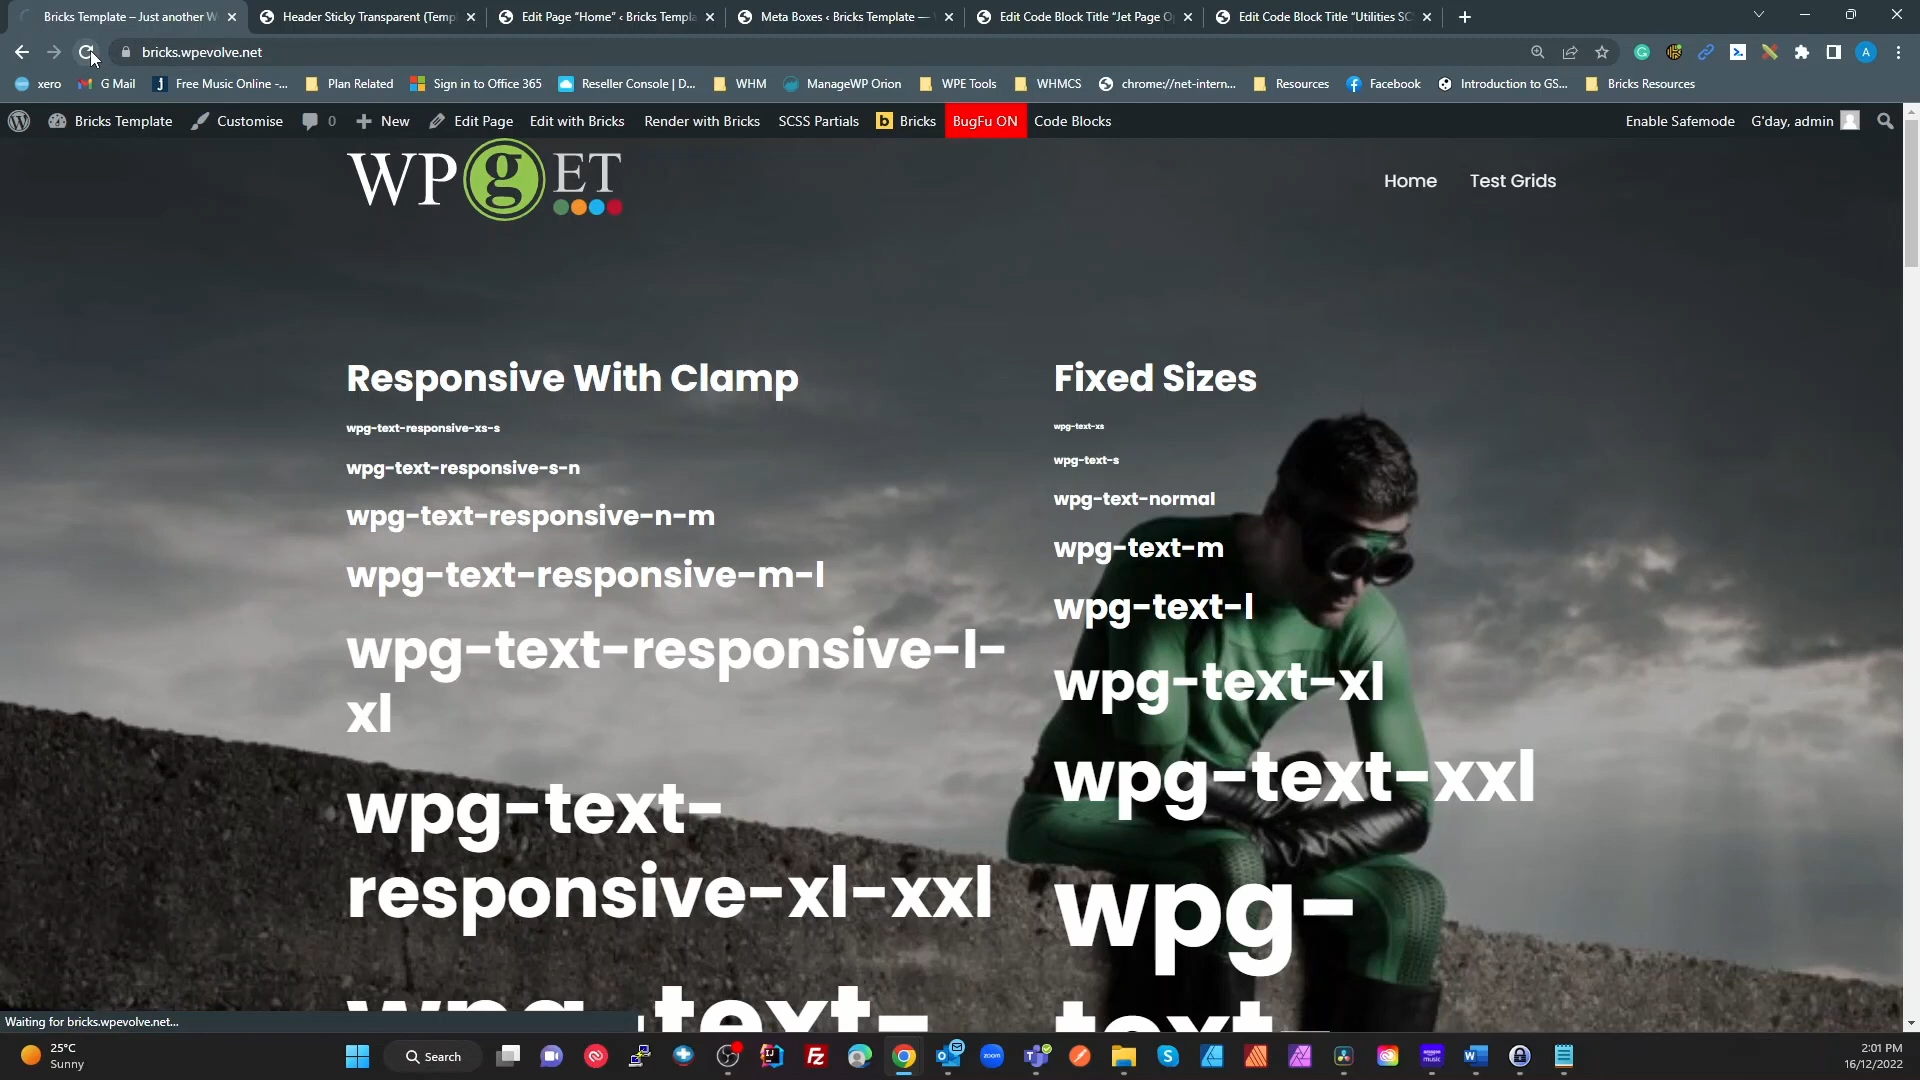 Bricks Template – Just another W
Header Sticky Transparent (Temp
Edit Page “Home” ‹ Bricks Templa
Meta Boxes ‹ Bricks Template —
Edit Code Block Title “Jet Page O
Edit Code Block Title “Utilities SC
bricks.wpevolve.net
A
xero
G Mail
Free Music Online -...
Plan Related
Sign in to Office 365
Reseller Console | D...
WHM
ManageWP Orion
WPE Tools
WHMCS
chrome://net-intern...
Resources
Facebook
Introduction to GS...
Bricks Resources
Bricks Template
Customise
0
New
Edit Page
Edit with Bricks
Render with Bricks
SCSS Partials
b Bricks
BugFu ON
Code Blocks
Enable Safemode
G'day, admin
WP g ET
Home
Test Grids
Responsive With Clamp
wpg-text-responsive-xs-s
wpg-text-responsive-s-n
wpg-text-responsive-n-m
wpg-text-responsive-m-l
wpg-text-responsive-l-
xl
wpg-text-
responsive-xl-xxl
wpg-text-
Fixed Sizes
wpg-text-xs
wpg-text-s
wpg-text-normal
wpg-text-m
wpg-text-l
wpg-text-xl
wpg-text-xxl
wpg-
text-
Waiting for bricks.wpevolve.net...
25°C
Sunny
Search
zoom
2:01 PM
16/12/2022